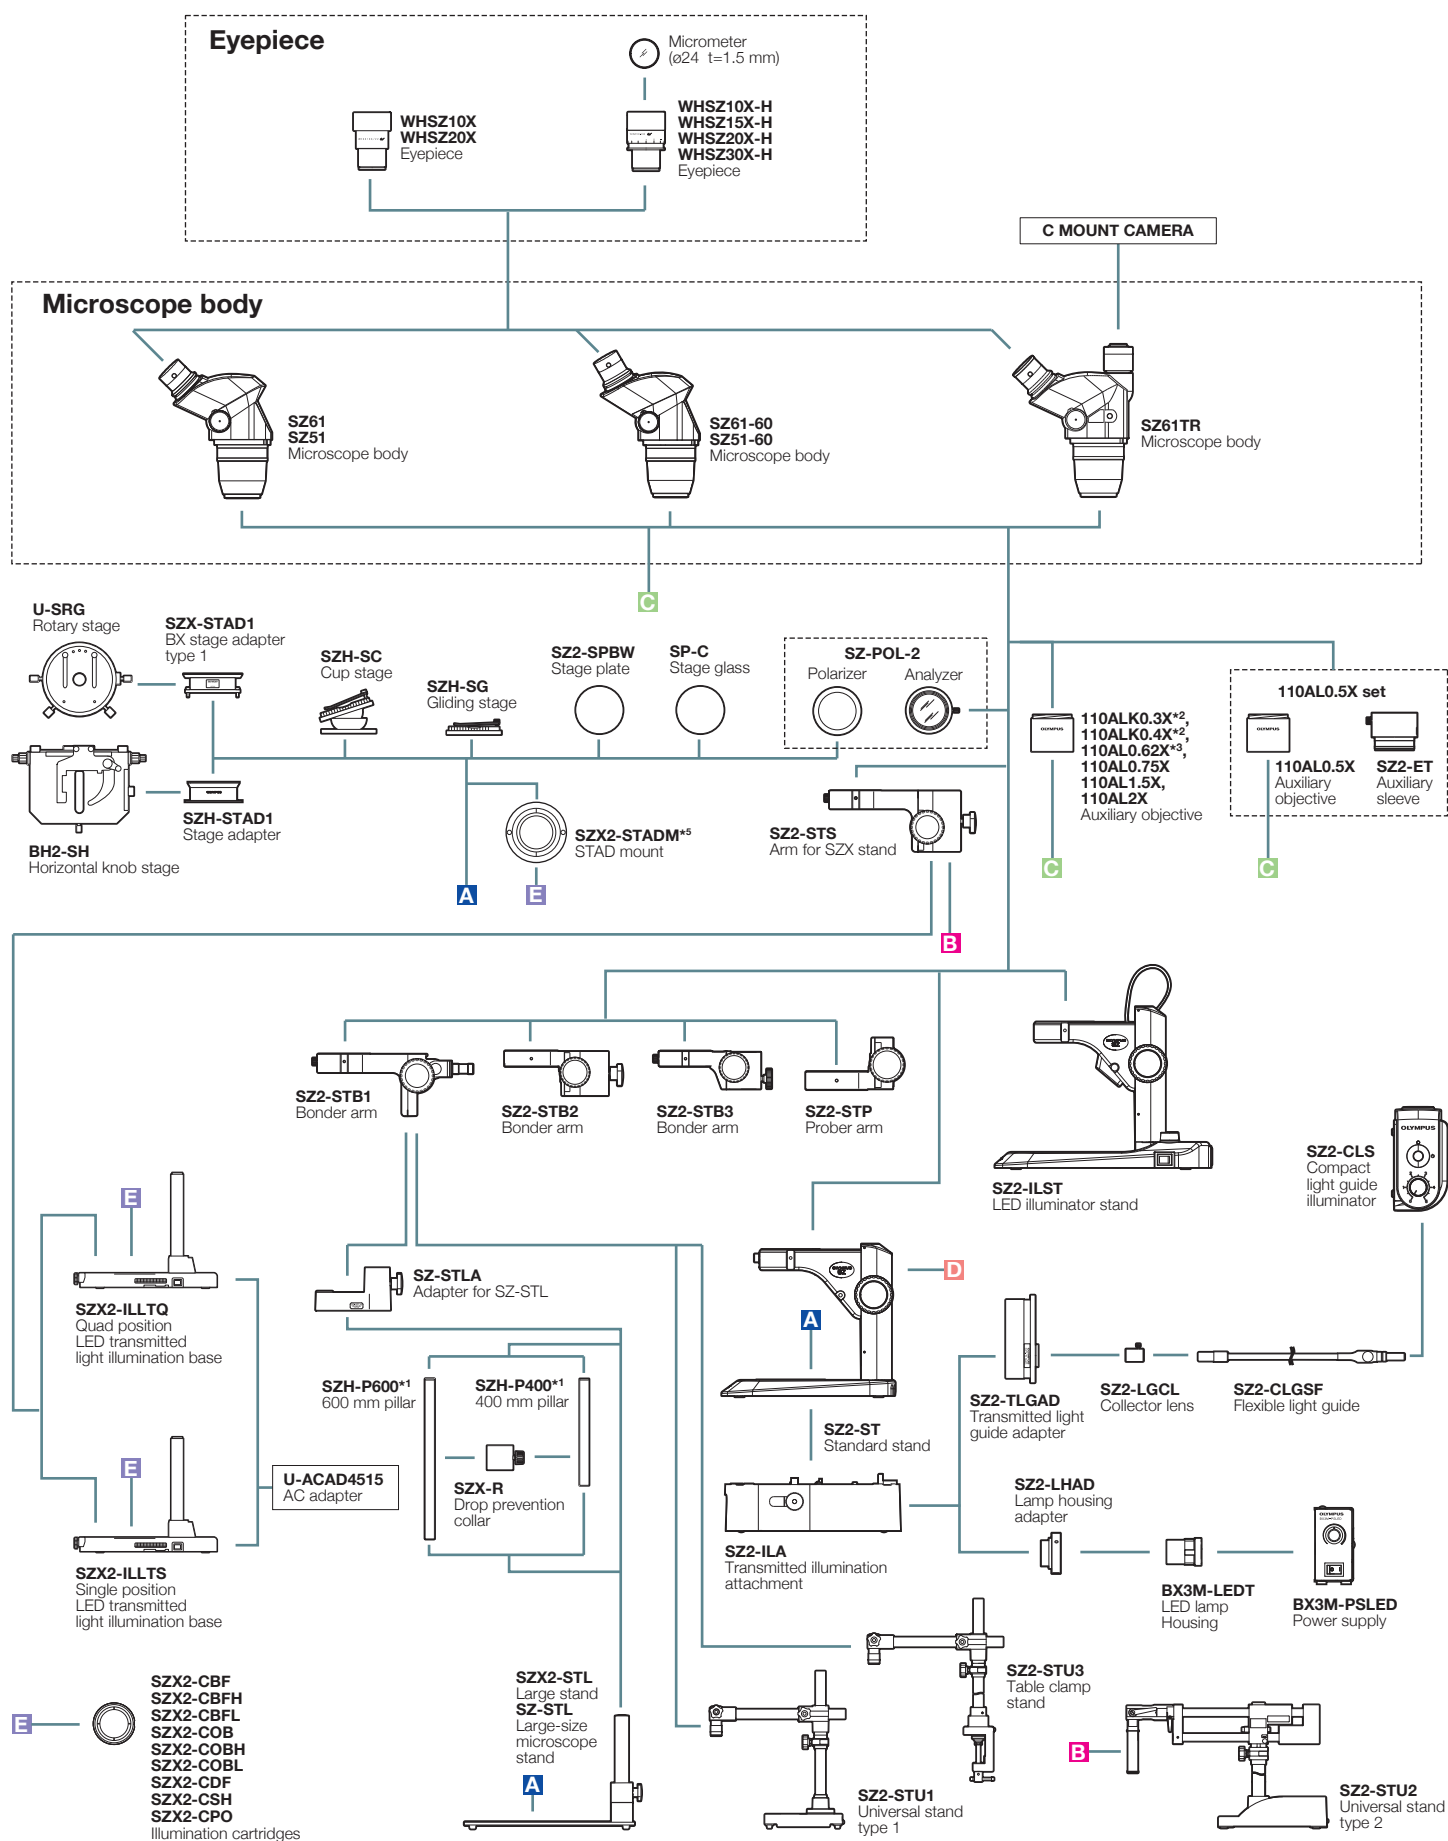 Eyepiece
Micrometer
(ø24 t=1.5 mm)
WHSZ10X
WHSZ20X
Eyepiece
WHSZ10X-H
WHSZ15X-H
WHSZ20X-H
WHSZ30X-H
Eyepiece
C MOUNT CAMERA
Microscope body
SZ61
SZ51
Microscope body
SZ61-60
SZ51-60
Microscope body
SZ61TR
Microscope body
C
U-SRG
Rotary stage
SZX-STAD1
BX stage adapter
type 1
SZH-SC
Cup stage
SZH-SG
Gliding stage
SZ2-SPBW
Stage plate
SP-C
Stage glass
SZ-POL-2
Polarizer
Analyzer
OLYMPUS
110ALK0.3X*2,
110ALK0.4X*2,
110AL0.62X*3,
110AL0.75X
110AL1.5X,
110AL2X
Auxiliary objective
110AL0.5X set
OLYMPUS
110AL0.5X
Auxiliary
objective
SZ2-ET
Auxiliary
sleeve
BH2-SH
Horizontal knob stage
SZH-STAD1
Stage adapter
SZX2-STADM*5
STAD mount
SZ2-STS
Arm for SZX stand
A
E
C
C
B
SZ2-STB1
Bonder arm
SZ2-STB2
Bonder arm
SZ2-STB3
Bonder arm
SZ2-STP
Prober arm
SZ2-ILST
LED illuminator stand
OLYMPUS
SZ2-CLS
Compact
light guide
illuminator
E
SZX2-ILLTQ
Quad position
LED transmitted
light illumination base
SZ-STLA
Adapter for SZ-STL
D
A
SZ2-ST
Standard stand
SZ2-TLGAD
Transmitted light
guide adapter
SZ2-LGCL
Collector lens
SZ2-CLGSF
Flexible light guide
SZH-P600*1
600 mm pillar
SZH-P400*1
400 mm pillar
SZX-R
Drop prevention
collar
E
U-ACAD4515
AC adapter
SZX2-ILLTS
Single position
LED transmitted
light illumination base
SZ2-ILA
Transmitted illumination
attachment
SZ2-LHAD
Lamp housing
adapter
BX3M-LEDT
LED lamp
Housing
OLYMPUS
BX3M-PSLED
Power supply
E
SZX2-CBF
SZX2-CBFH
SZX2-CBFL
SZX2-COB
SZX2-COBH
SZX2-COBL
SZX2-CDF
SZX2-CSH
SZX2-CPO
Illumination cartridges
SZX2-STL
Large stand
SZ-STL
Large-size
microscope
stand
A
SZ2-STU1
Universal stand
type 1
SZ2-STU3
Table clamp
stand
B
SZ2-STU2
Universal stand
type 2